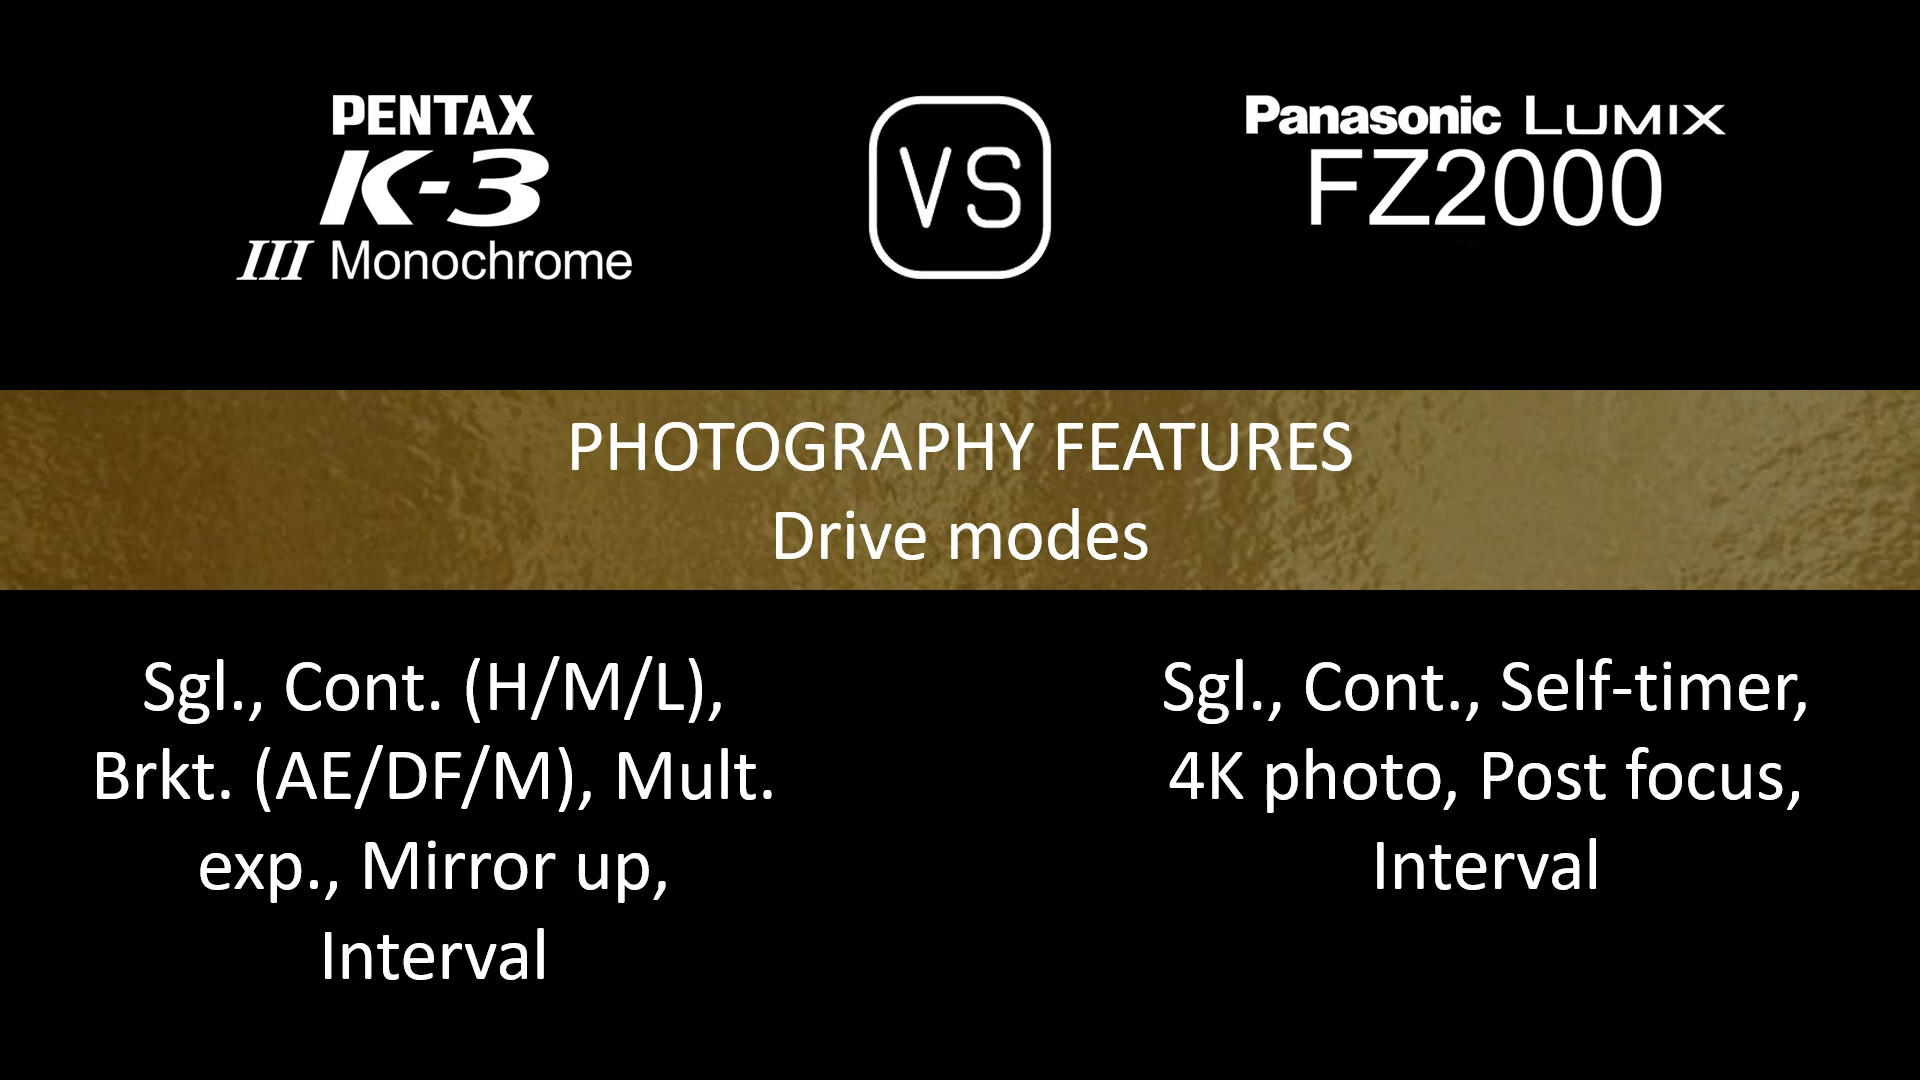 PENTAX
K-3
III Monochrome
VS
Panasonic LUMIX
FZ2000
PHOTOGRAPHY FEATURES
Drive modes
Sgl., Cont. (H/M/L),
Brkt. (AE/DF/M), Mult.
exp., Mirror up,
Interval
Sgl., Cont., Self-timer,
4K photo, Post focus,
Interval